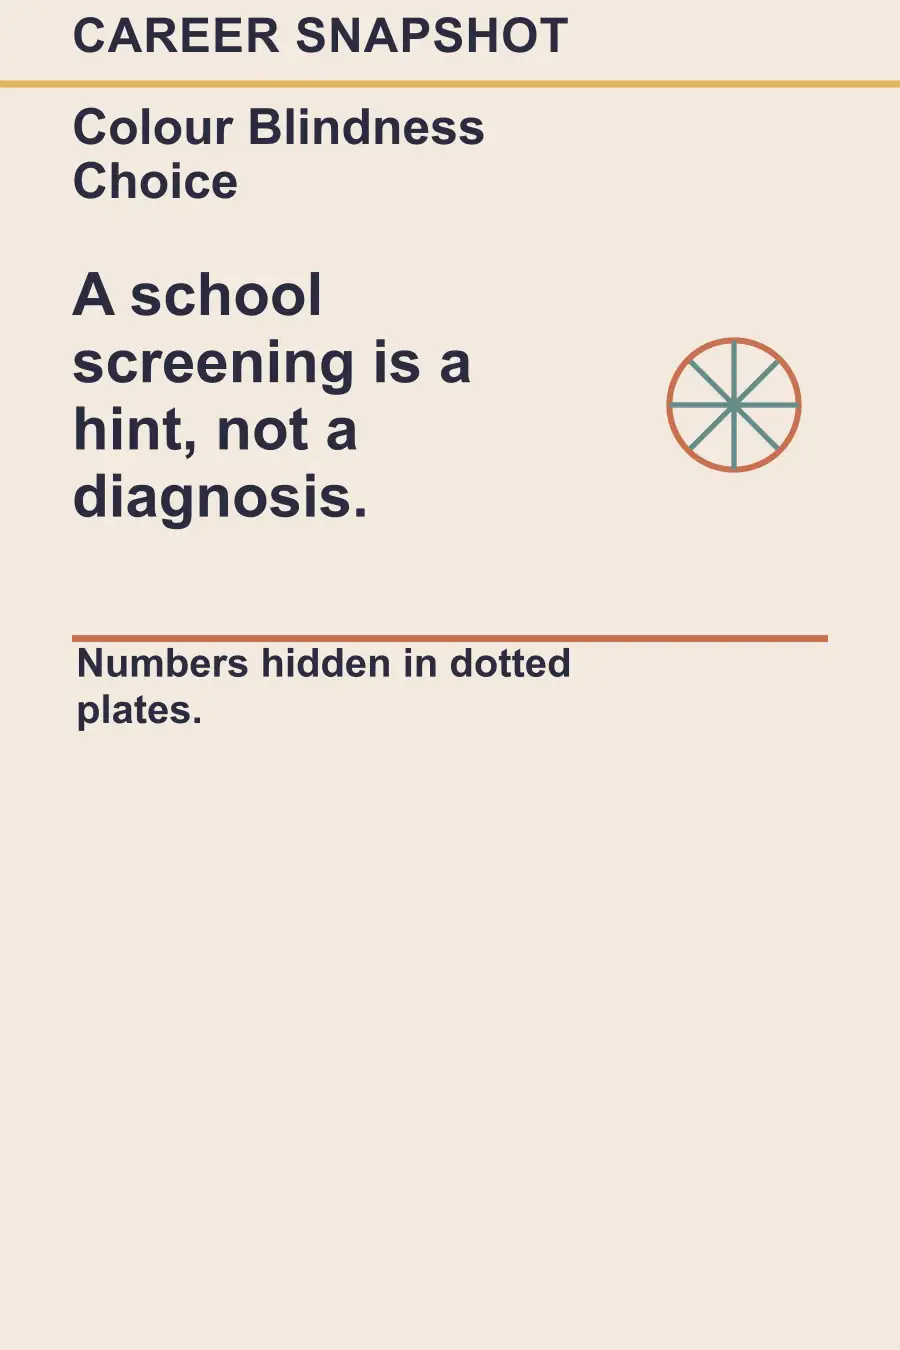 CAREER SNAPSHOT
Colour Blindness
Choice
A school
screening is a
hint, not a
diagnosis.
Numbers hidden in dotted
plates.